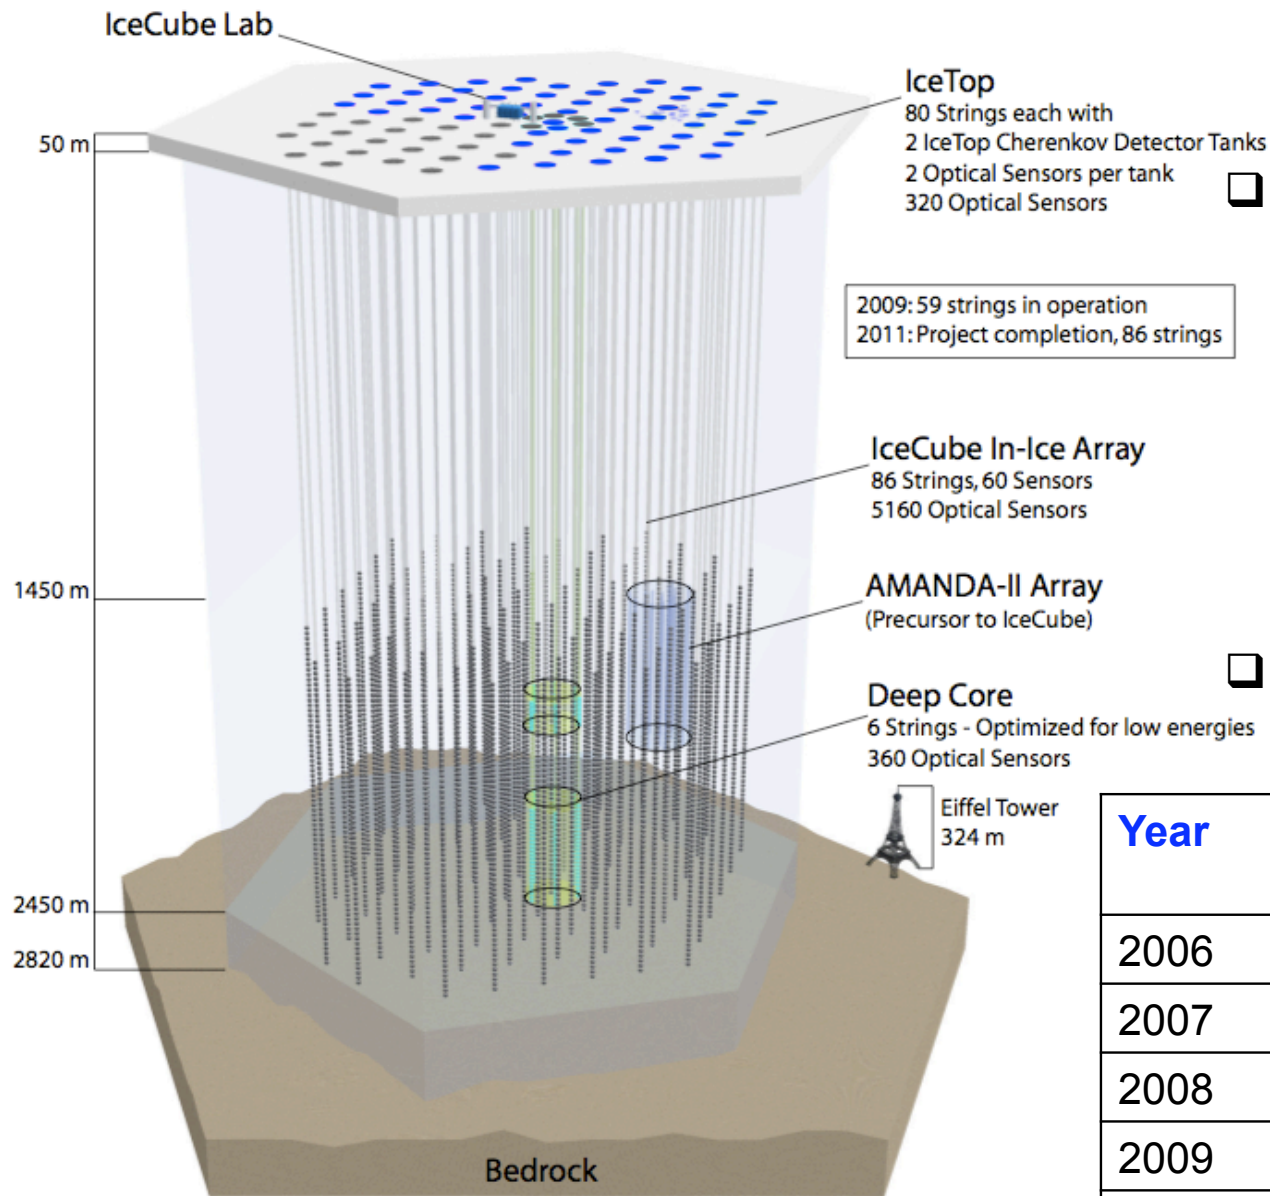 IceCube Lab
IceTop
80 Strings each with
2 IceTop Cherenkov Detector Tanks
2 Optical Sensors per tank
320 Optical Sensors
50 m
2009: 59 strings in operation
2011: Project completion, 86 strings
IceCube In-Ice Array
86 Strings, 60 Sensors
5160 Optical Sensors
1450 m
AMANDA-II Array
(Precursor to IceCube)
Deep Core
6 Strings - Optimized for low energies
360 Optical Sensors
Eiffel Tower
324 m
2450 m
2820 m
Bedrock
Year
2006
2007
2008
2009